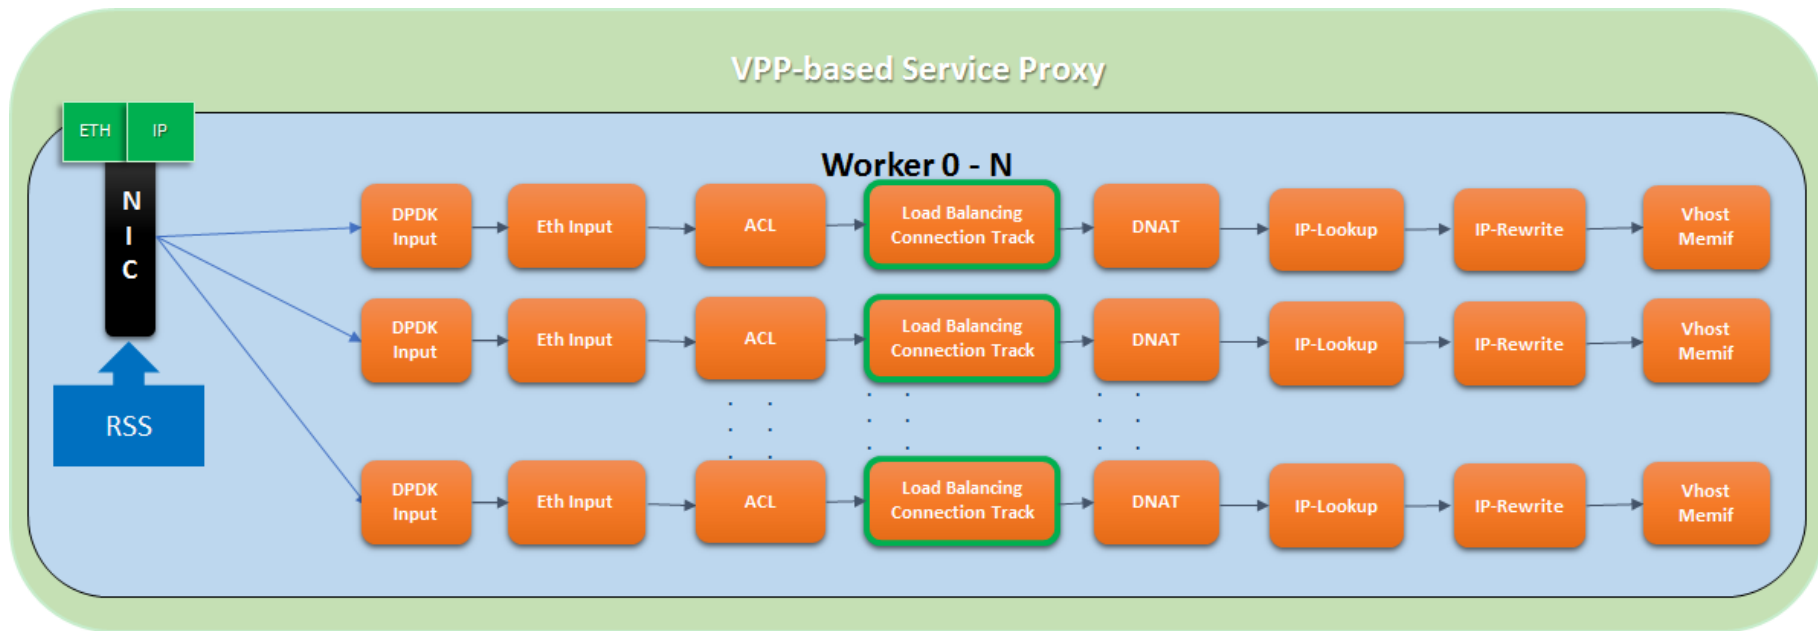 VPP-based Service Proxy
ETH
IP
N
I
C
RSS
Worker 0 - N
DPDK
Input
Eth Input
ACL
Load Balancing
Connection Track
DNAT
IP-Lookup
IP-Rewrite
Vhost
Memif
DPDK
Input
Eth Input
ACL
Load Balancing
Connection Track
DNAT
IP-Lookup
IP-Rewrite
Vhost
Memif
DPDK
Input
Eth Input
ACL
Load Balancing
Connection Track
DNAT
IP-Lookup
IP-Rewrite
Vhost
Memif